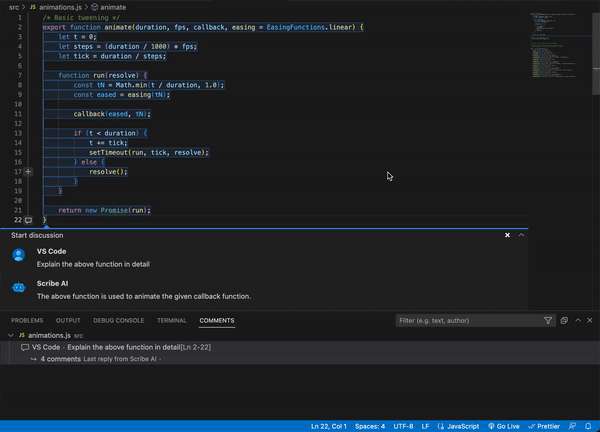 src > JS animations.js > animate
1 /* Basic tweening */
2 export function animate(duration, fps, callback, easing = EasingFunctions.linear) {
3 let t = 0;
4 let steps = (duration / 1000) * fps;
5 let tick = duration / steps;
6
7 function run(resolve) {
8 const tN = Math.min(t / duration, 1.0);
9 const eased = easing(tN);
10
11 callback(eased, tN);
12
13 if (t < duration) {
14 t += tick;
15 setTimeout(run, tick, resolve);
16 } else {
17 resolve();
18 }
19 }
20
21 return new Promise(run);
22 }
Start discussion
VS Code
Explain the above function in detail
Scribe AI
The above function is used to animate the given callback function.
PROBLEMS OUTPUT DEBUG CONSOLE TERMINAL COMMENTS Filter (e.g. text, author)
JS animations.js src
VS Code · Explain the above function in detail[Ln 2-22]
4 comments Last reply from Scribe AI ·
Ln 22, Col 1 Spaces: 4 UTF-8 LF JavaScript Go Live Prettier